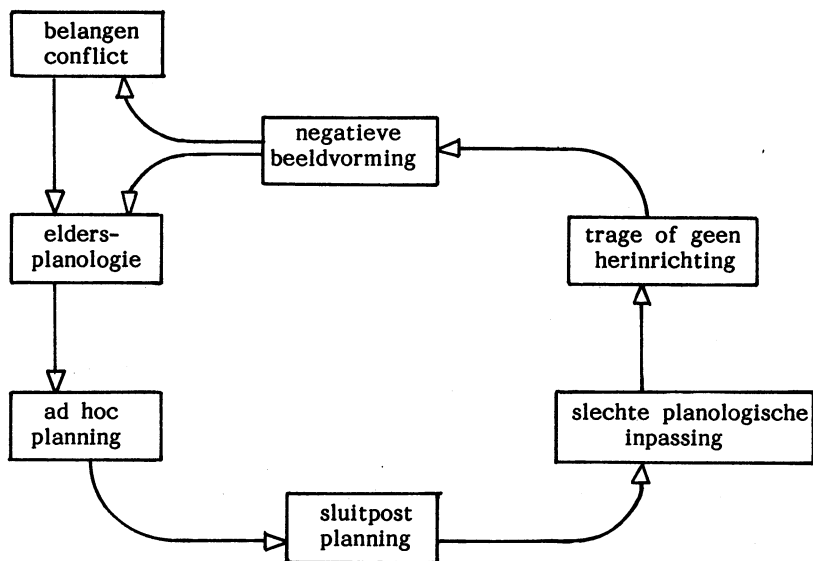 belangen
conflict
negatieve
beeldvorming
elders-
planologie
trage of geen
herinrichting
ad hoc
planning
slechte planologische
inpassing
sluitpost
planning